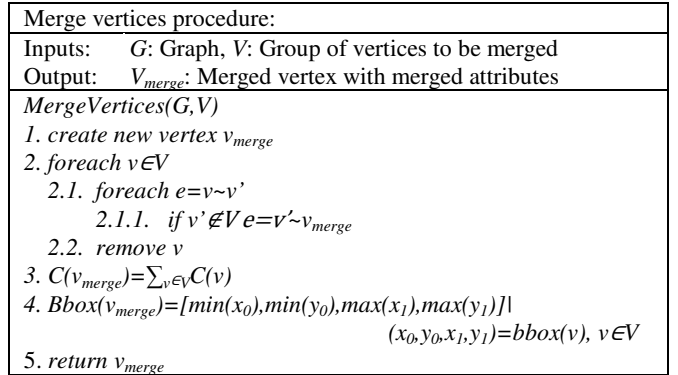 Merge vertices procedure:
Inputs: G: Graph, V: Group of vertices to be merged
Output: Vmerge: Merged vertex with merged attributes
MergeVertices(G,V)
1. create new vertex vmerge
2. foreach v∈V
2.1. foreach e=v~v’
2.1.1. if v’∉V e=v’~vmerge
2.2. remove v
3. C(vmerge)=∑v∈VC(v)
4. Bbox(vmerge)=[min(x0),min(y0),max(x1),max(y1)]|
(x0,y0,x1,y1)=bbox(v), v∈V
5. return vmerge